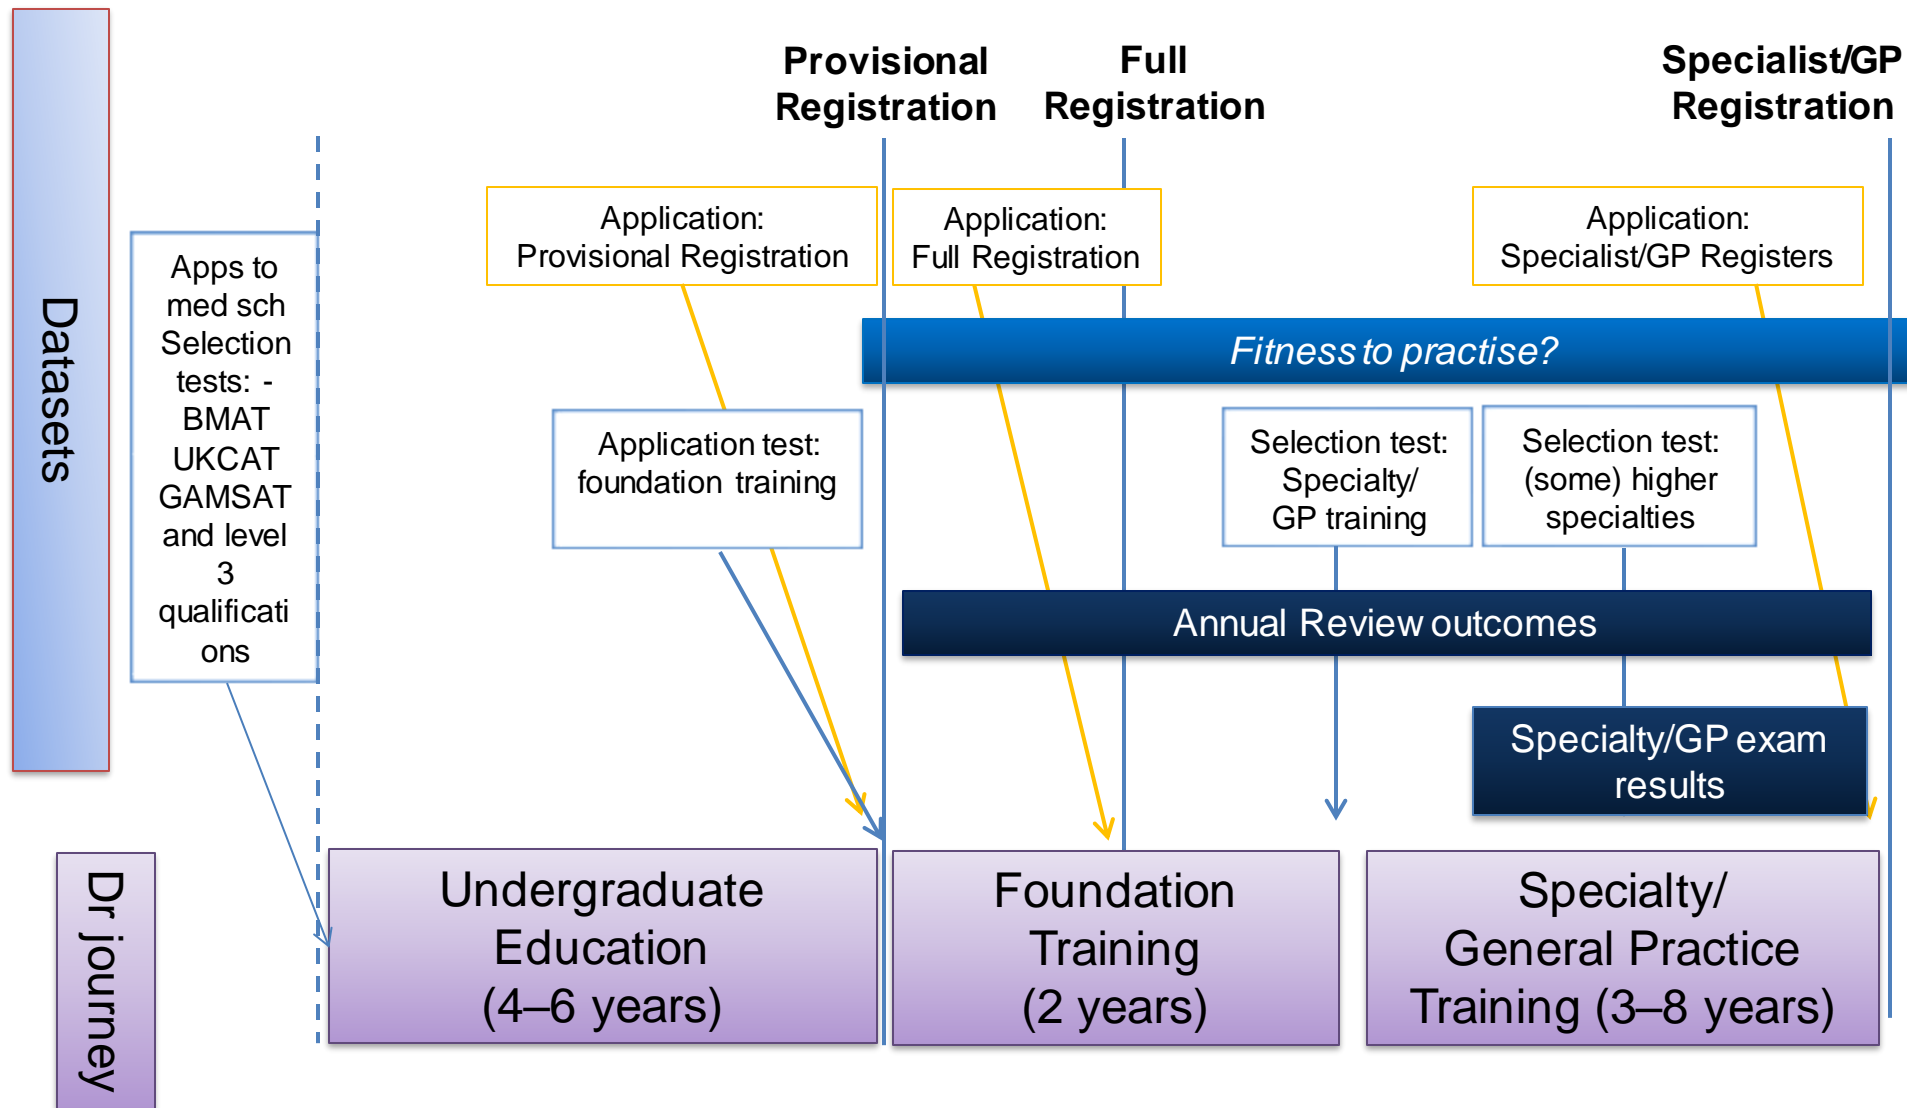 Datasets
Provisional
Registration
Full
Registration
Specialist/GP
Registration
Application:
Provisional Registration
Application:
Full Registration
Application:
Specialist/GP Registers
Apps to
med sch
Selection
tests: -
BMAT
UKCAT
GAMSAT
and level
3
qualificati
ons
Fitness to practise?
Application test:
foundation training
Selection test:
Specialty/
GP training
Selection test:
(some) higher
specialties
Annual Review outcomes
Specialty/GP exam
results
Dr journey
Undergraduate
Education
(4–6 years)
Foundation
Training
(2 years)
Specialty/
General Practice
Training (3–8 years)